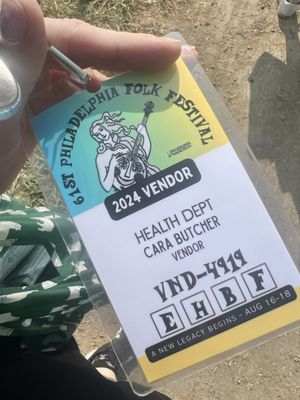 61ST PHILADELPHIA FOLK FESTIVAL
2024 VENDOR
HEALTH DEPT
CARA BUTCHER
VENDOR
VND-4919
E H B F
A NEW LEGACY BEGINS - AUG 16-18